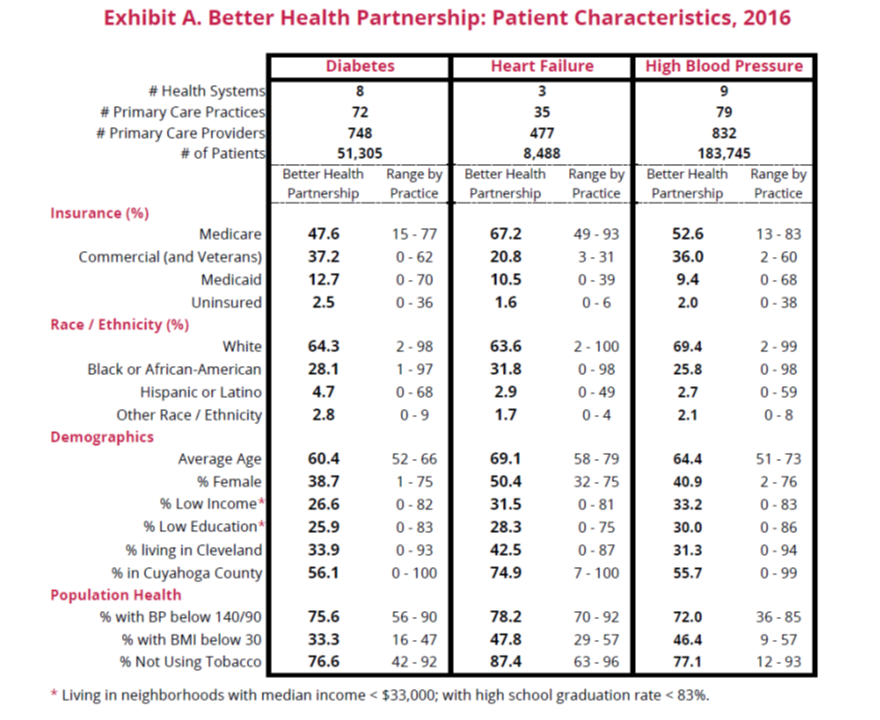 Exhibit A. Better Health Partnership: Patient Characteristics, 2016
Diabetes Heart Failure High Blood Pressure
# Health Systems 8 3 9
# Primary Care Practices 72 35 79
# Primary Care Providers 748 477 832
# of Patients 51,305 8,488 183,745
Better Health Range by Better Health Range by Better Health Range by
Partnership Practice Partnership Practice Partnership Practice
Insurance (%)
Medicare 47.6 15 - 77 67.2 49 - 93 52.6 13 - 83
Commercial (and Veterans) 37.2 0 - 62 20.8 3 - 31 36.0 2 - 60
Medicaid 12.7 0 - 70 10.5 0 - 39 9.4 0 - 68
Uninsured 2.5 0 - 36 1.6 0 - 6 2.0 0 - 38
Race / Ethnicity (%)
White 64.3 2 - 98 63.6 2 - 100 69.4 2 - 99
Black or African-American 28.1 1 - 97 31.8 0 - 98 25.8 0 - 98
Hispanic or Latino 4.7 0 - 68 2.9 0 - 49 2.7 0 - 59
Other Race / Ethnicity 2.8 0 - 9 1.7 0 - 4 2.1 0 - 8
Demographics
Average Age 60.4 52 - 66 69.1 58 - 79 64.4 51 - 73
% Female 38.7 1 - 75 50.4 32 - 75 40.9 2 - 76
% Low Income* 26.6 0 - 82 31.5 0 - 81 33.2 0 - 83
% Low Education* 25.9 0 - 83 28.3 0 - 75 30.0 0 - 86
% living in Cleveland 33.9 0 - 93 42.5 0 - 87 31.3 0 - 94
% in Cuyahoga County 56.1 0 - 100 74.9 7 - 100 55.7 0 - 99
Population Health
% with BP below 140/90 75.6 56 - 90 78.2 70 - 92 72.0 36 - 85
% with BMI below 30 33.3 16 - 47 47.8 29 - 57 46.4 9 - 57
% Not Using Tobacco 76.6 42 - 92 87.4 63 - 96 77.1 12 - 93
* Living in neighborhoods with median income < $33,000; with high school graduation rate < 83%.